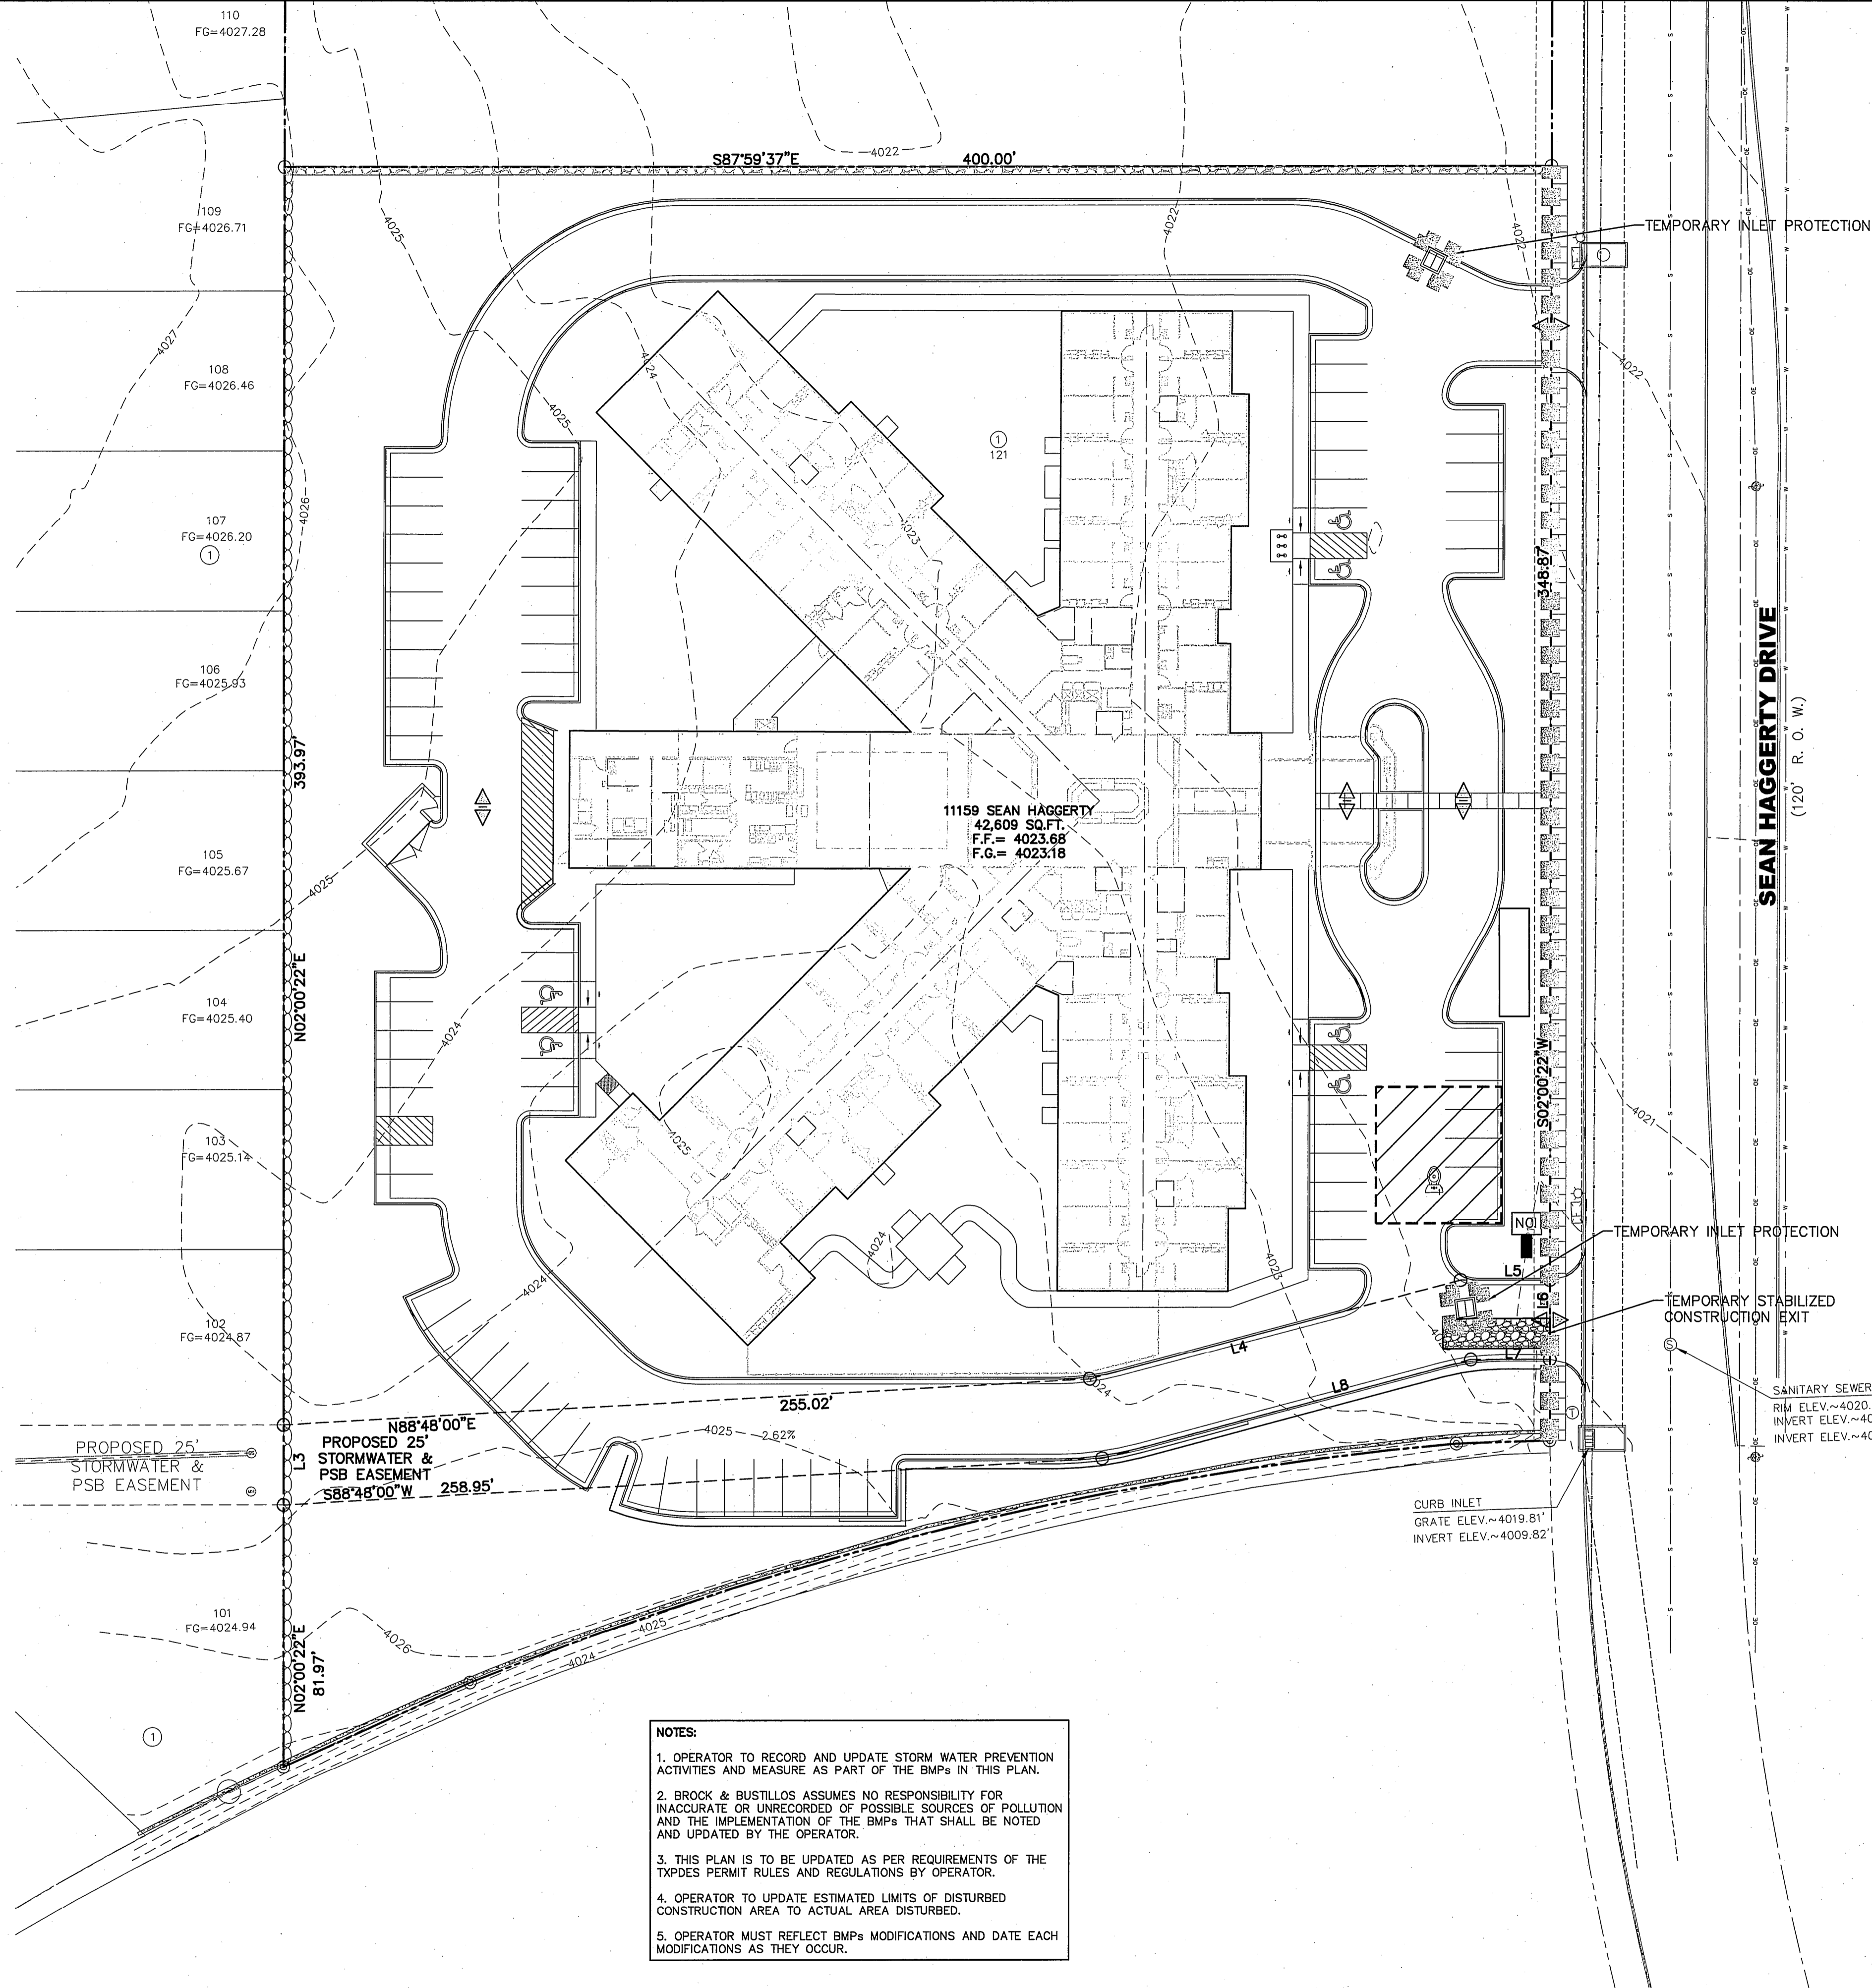 110
FG=4027.28
S87°59'37"E 400.00'
4022
109
FG=4026.71
4025
4022
4022
TEMPORARY INLET PROTECTION
4027
108
FG=4026.46
4024
4025
4022
1
121
107
FG=4026.20
1
4026
4023
348.87'
106
FG=4025.93
393.97'
SEAN HAGGERTY DRIVE
(120' R. O. W.)
11159 SEAN HAGGERTY
42,609 SQ.FT.
F.F.= 4023.68
F.G.= 4023.18
105
FG=4025.67
4025
N02°00'22"E
104
FG=4025.40
4024
S02°00'22"W
103
FG=4025.14
4025
4021
NOI
TEMPORARY INLET PROTECTION
4024
4023
4024
L5
L6
TEMPORARY STABILIZED
CONSTRUCTION EXIT
102
FG=4024.87
L4
L7
S
4024
L8
SANITARY SEWER
RIM ELEV.~4020.
INVERT ELEV.~40
INVERT ELEV.~40
255.02'
N88°48'00"E
4025
2.62%
PROPOSED 25'
STORMWATER &
PSB EASEMENT
L3
PROPOSED 25'
STORMWATER &
PSB EASEMENT
S88°48'00"W 258.95'
CURB INLET
GRATE ELEV.~4019.81'
INVERT ELEV.~4009.82'
101
FG=4024.94
4026
4025
4024
N02°00'22"E
81.97'
1
NOTES:
1. OPERATOR TO RECORD AND UPDATE STORM WATER PREVENTION
ACTIVITIES AND MEASURE AS PART OF THE BMPs IN THIS PLAN.
2. BROCK & BUSTILLOS ASSUMES NO RESPONSIBILITY FOR
INACCURATE OR UNRECORDED OF POSSIBLE SOURCES OF POLLUTION
AND THE IMPLEMENTATION OF THE BMPs THAT SHALL BE NOTED
AND UPDATED BY THE OPERATOR.
3. THIS PLAN IS TO BE UPDATED AS PER REQUIREMENTS OF THE
TXPDES PERMIT RULES AND REGULATIONS BY OPERATOR.
4. OPERATOR TO UPDATE ESTIMATED LIMITS OF DISTURBED
CONSTRUCTION AREA TO ACTUAL AREA DISTURBED.
5. OPERATOR MUST REFLECT BMPs MODIFICATIONS AND DATE EACH
MODIFICATIONS AS THEY OCCUR.